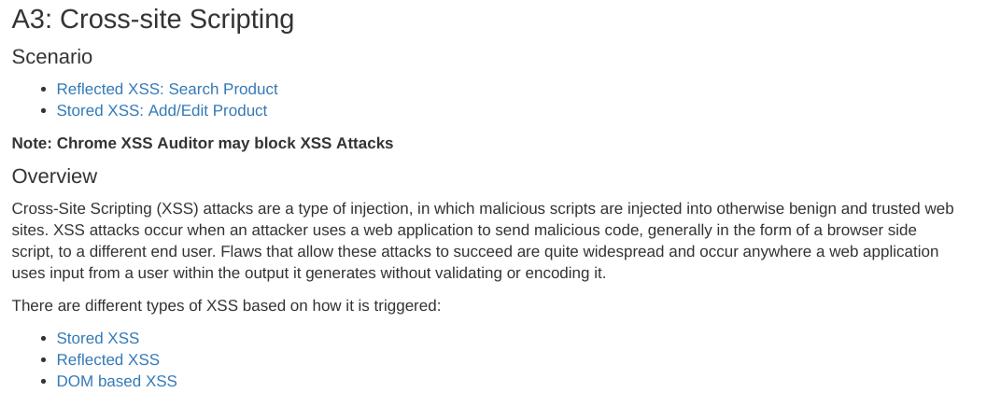 A3: Cross-site Scripting
Scenario
• Reflected XSS: Search Product
• Stored XSS: Add/Edit Product
Note: Chrome XSS Auditor may block XSS Attacks
Overview
Cross-Site Scripting (XSS) attacks are a type of injection, in which malicious scripts are injected into otherwise benign and trusted web
sites. XSS attacks occur when an attacker uses a web application to send malicious code, generally in the form of a browser side
script, to a different end user. Flaws that allow these attacks to succeed are quite widespread and occur anywhere a web application
uses input from a user within the output it generates without validating or encoding it.
There are different types of XSS based on how it is triggered:
• Stored XSS
• Reflected XSS
• DOM based XSS